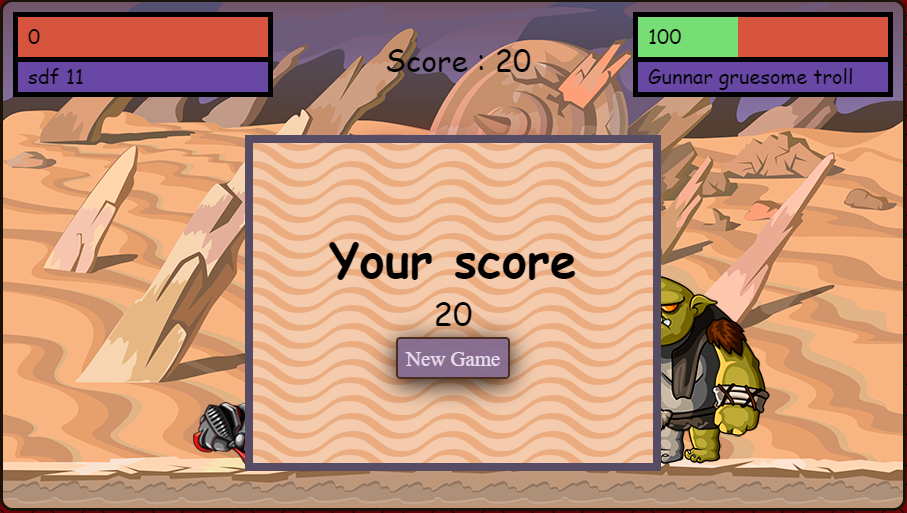 0
sdf 11
Score : 20
100
Gunnar gruesome troll
Your score
20
New Game